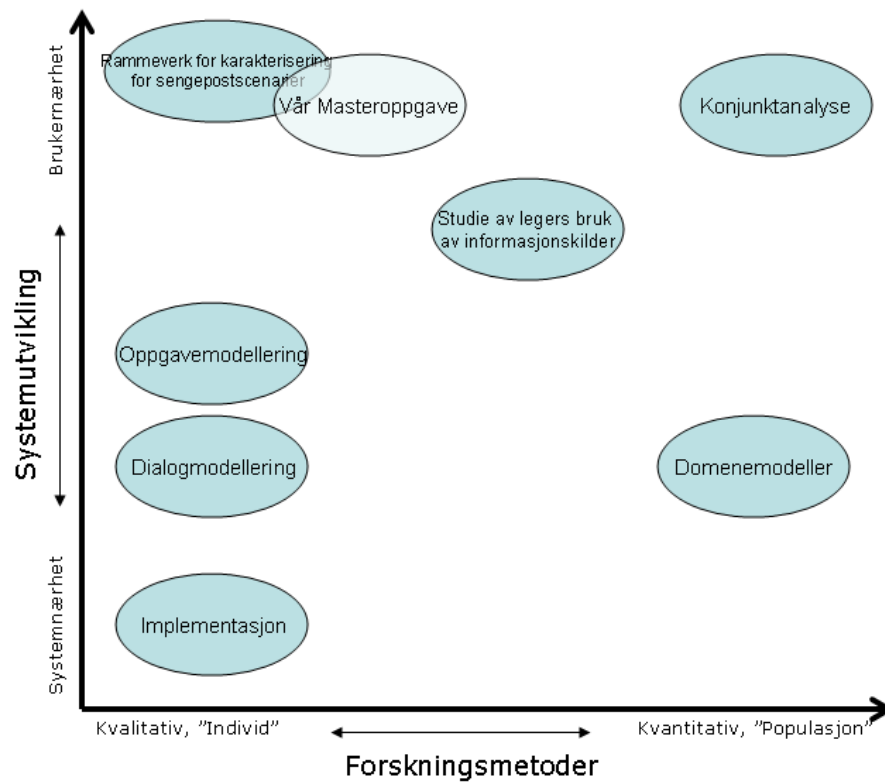 Rammeverk for karakterisering
for sengepostscenarier
Vår Masteroppgave
Konjunktanalyse
Brukernærhet
Studie av legers bruk
av informasjonskilder
Systemutvikling
Oppgavemodellering
Dialogmodellering
Domenemodeller
Systemnærhet
Implementasjon
Kvalitativ, "Individ"
Kvantitativ, "Populasjon"
Forskningsmetoder